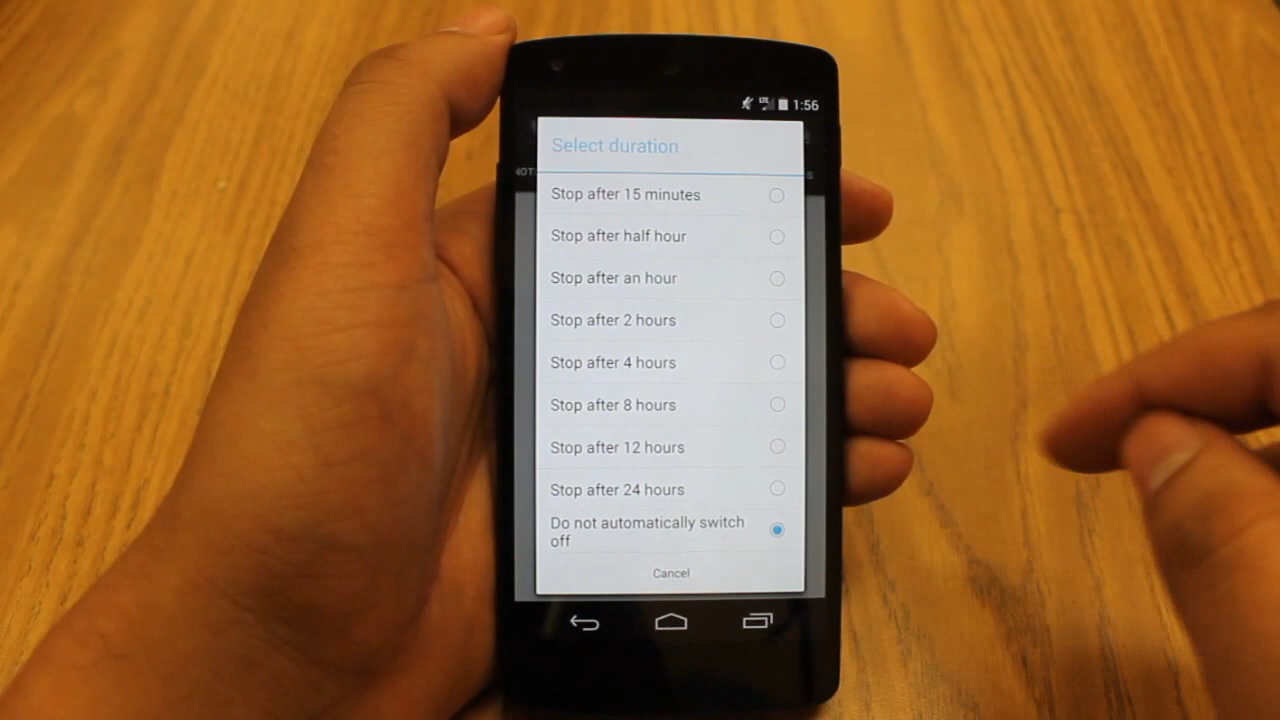 LTE 1:56
Select duration
NOT
Stop after 15 minutes
Stop after half hour
Stop after an hour
Stop after 2 hours
Stop after 4 hours
Stop after 8 hours
Stop after 12 hours
Stop after 24 hours
Do not automatically switch
off
Cancel